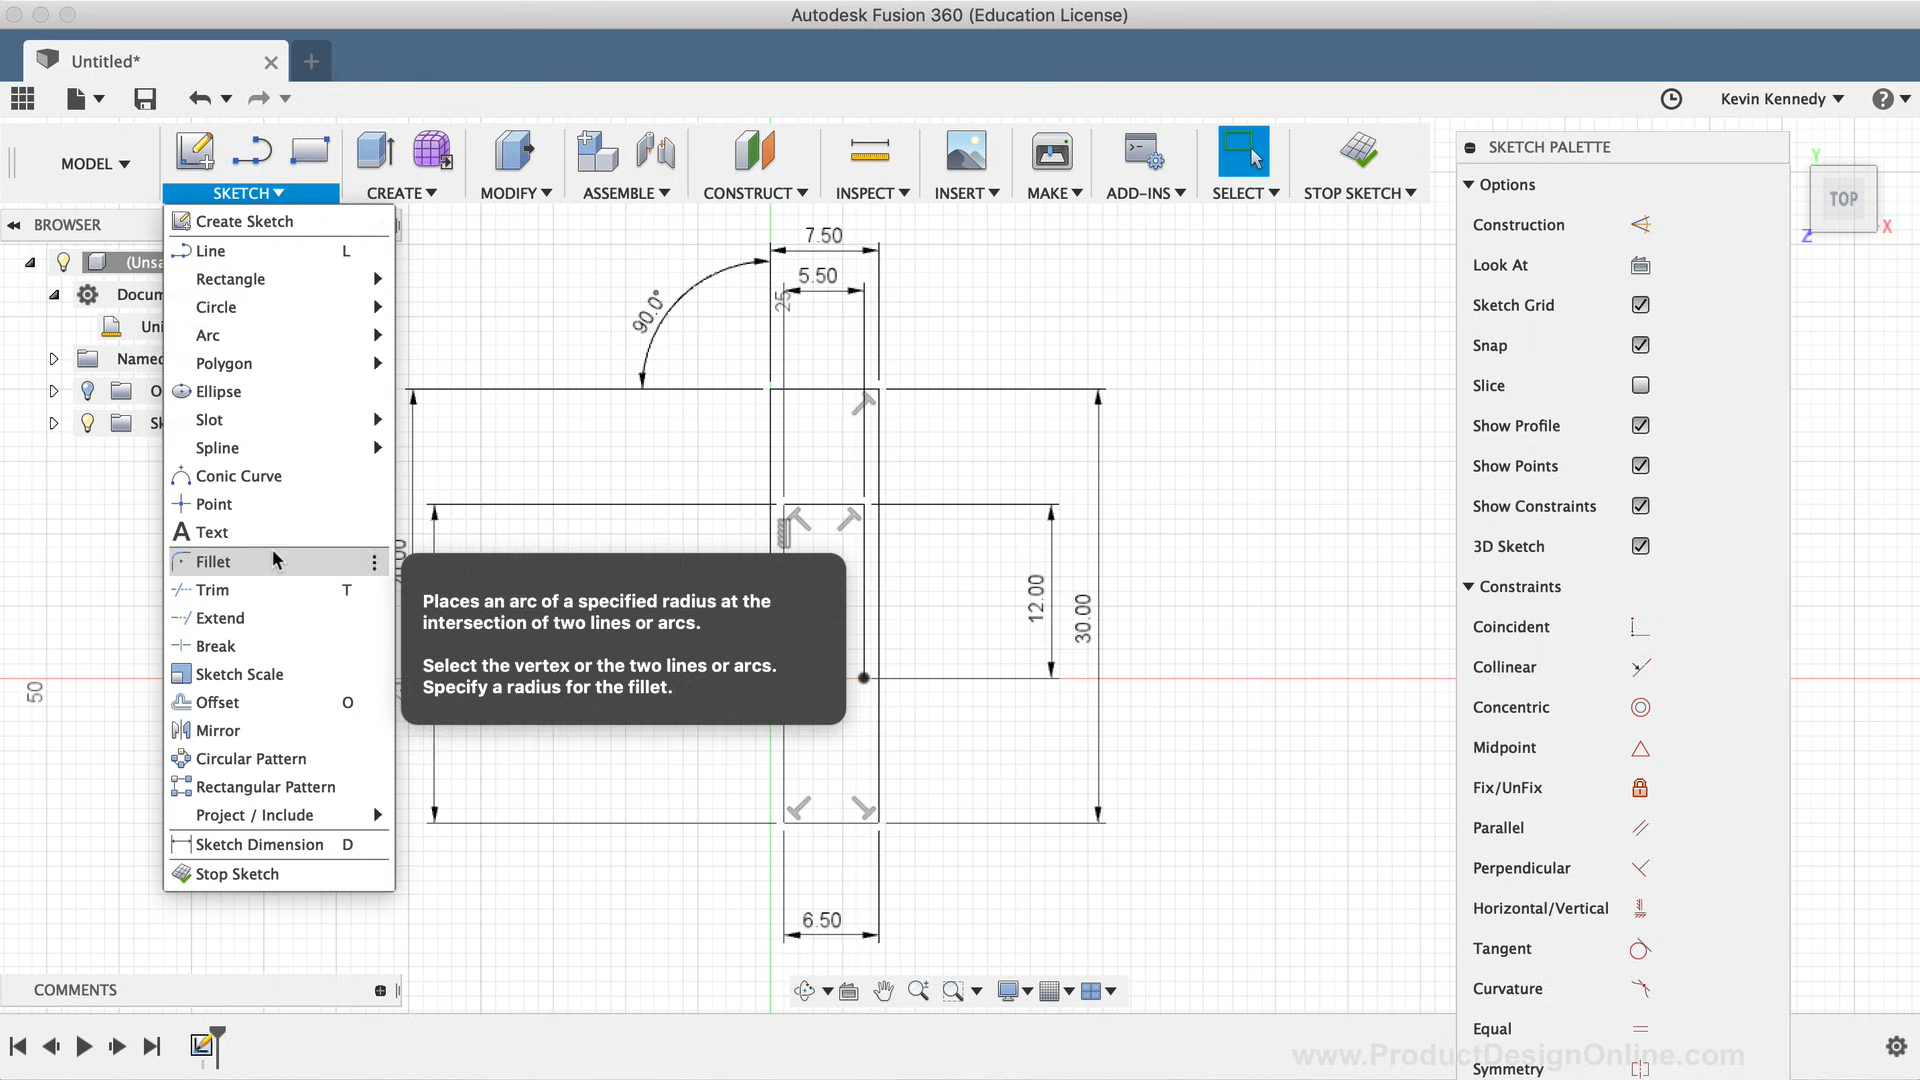 Autodesk Fusion 360 (Education License)
Untitled*
Kevin Kennedy
MODEL
SKETCH
CREATE
MODIFY
ASSEMBLE
CONSTRUCT
INSPECT
INSERT
MAKE
ADD-INS
SELECT
STOP SKETCH
BROWSER
(Unsa
Docum
Uni
Named
O
Sk
Create Sketch
Line L
Rectangle
Circle
Arc
Polygon
Ellipse
Slot
Spline
Conic Curve
Point
Text
Fillet
Trim T
Extend
Break
Sketch Scale
Offset O
Mirror
Circular Pattern
Rectangular Pattern
Project / Include
Sketch Dimension D
Stop Sketch
Places an arc of a specified radius at the
intersection of two lines or arcs.
Select the vertex or the two lines or arcs.
Specify a radius for the fillet.
7.50
5.50
25
90.0°
12.00
30.00
6.50
50
SKETCH PALETTE
Options
Construction
Look At
Sketch Grid
Snap
Slice
Show Profile
Show Points
Show Constraints
3D Sketch
Constraints
Coincident
Collinear
Concentric
Midpoint
Fix/UnFix
Parallel
Perpendicular
Horizontal/Vertical
Tangent
Curvature
Equal
Symmetry
TOP
Y
X
Z
COMMENTS
www.ProductDesignOnline.com